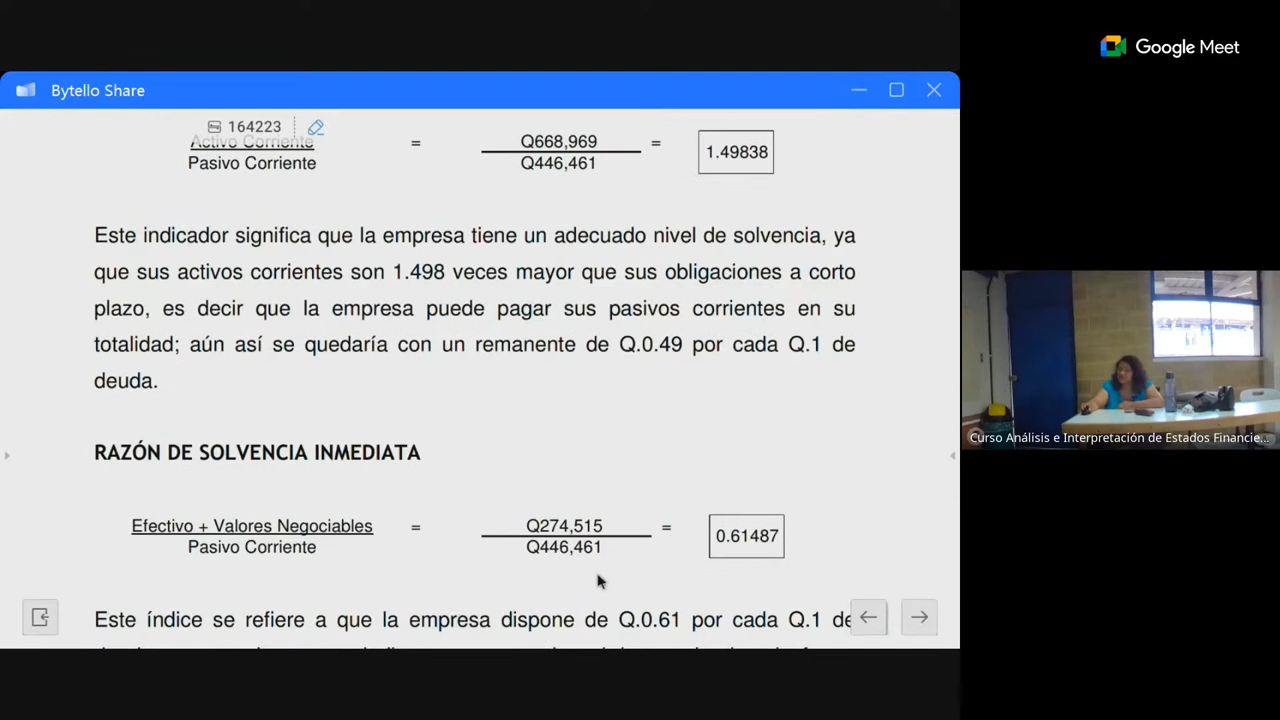 Google Meet
Bytello Share
164223
Activo Corriente = Q668,969 = 1.49838
Pasivo Corriente Q446,461
Este indicador significa que la empresa tiene un adecuado nivel de solvencia, ya
que sus activos corrientes son 1.498 veces mayor que sus obligaciones a corto
plazo, es decir que la empresa puede pagar sus pasivos corrientes en su
totalidad; aún así se quedaría con un remanente de Q.0.49 por cada Q.1 de
deuda.
RAZÓN DE SOLVENCIA INMEDIATA
Efectivo + Valores Negociables = Q274,515 = 0.61487
Pasivo Corriente Q446,461
Este índice se refiere a que la empresa dispone de Q.0.61 por cada Q.1 de
Curso Análisis e Interpretación de Estados Financie...